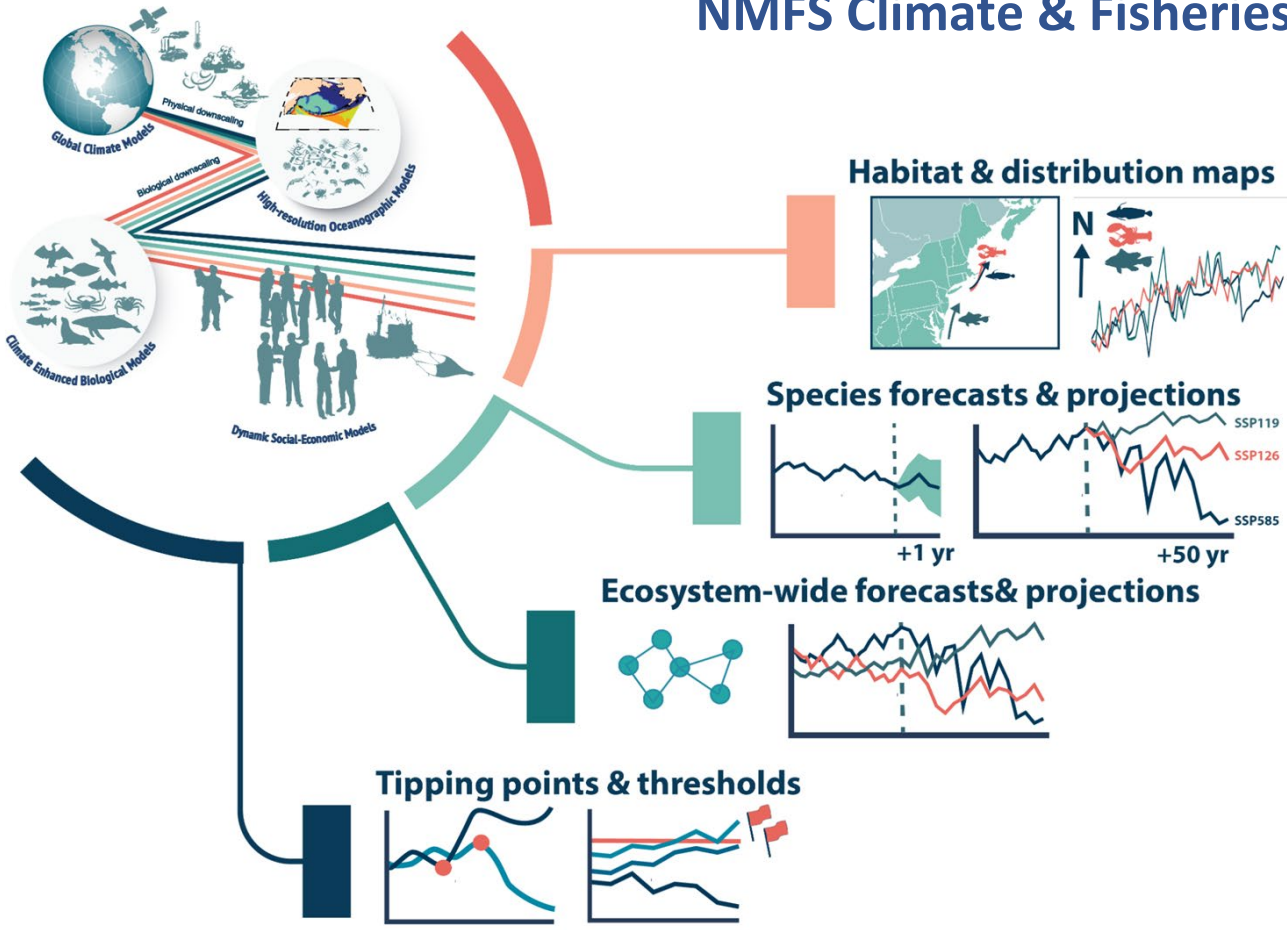 NMFS Climate & Fisheries
Global Climate Models
Physical downscaling
High-resolution Oceanographic Models
Biological downscaling
Climate Enhanced Biological Models
Dynamic Social-Economic Models
Habitat & distribution maps
N
Species forecasts & projections
SSP119
SSP126
SSP585
+1 yr
+50 yr
Ecosystem-wide forecasts& projections
Tipping points & thresholds